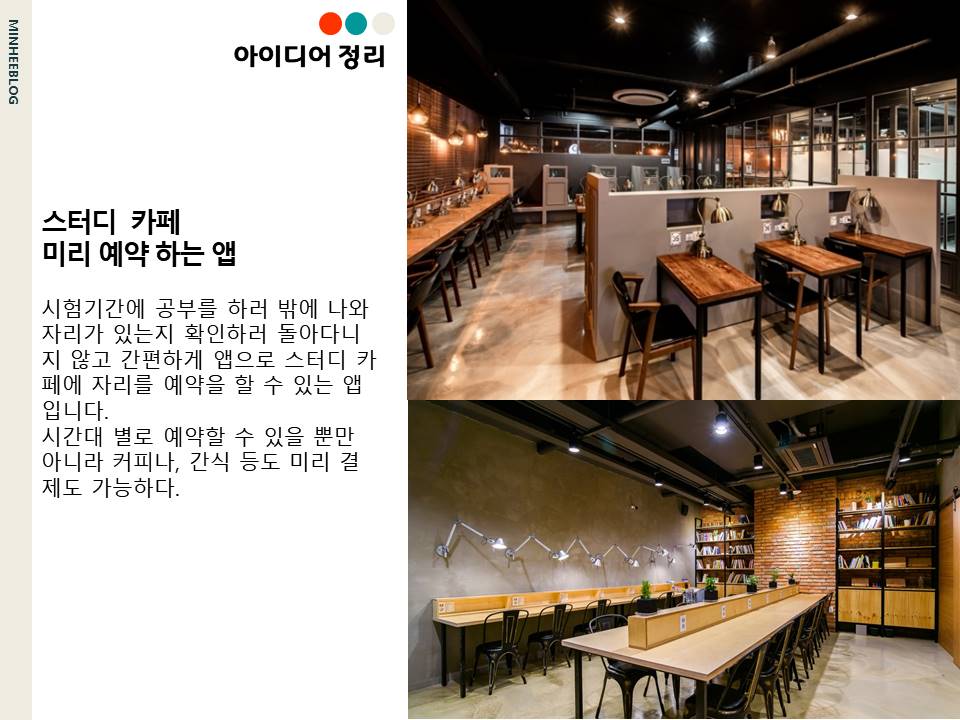 MINHEEBLOG
아이디어 정리
스터디 카페
미리 예약 하는 앱
시험기간에 공부를 하러 밖에 나와
자리가 있는지 확인하러 돌아다니
지 않고 간편하게 앱으로 스터디 카
페에 자리를 예약을 할 수 있는 앱
입니다.
시간대 별로 예약할 수 있을 뿐만
아니라 커피나, 간식 등도 미리 결
제도 가능하다.